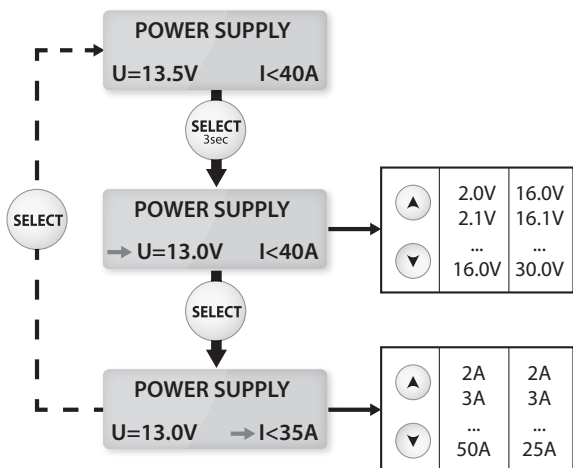 POWER SUPPLY
U=13.5V I<40A
SELECT
3sec
SELECT
POWER SUPPLY
U=13.0V I<40A
2.0V 16.0V
2.1V 16.1V
... ...
16.0V 30.0V
SELECT
POWER SUPPLY
U=13.0V I<35A
2A 2A
3A 3A
... ...
50A 25A